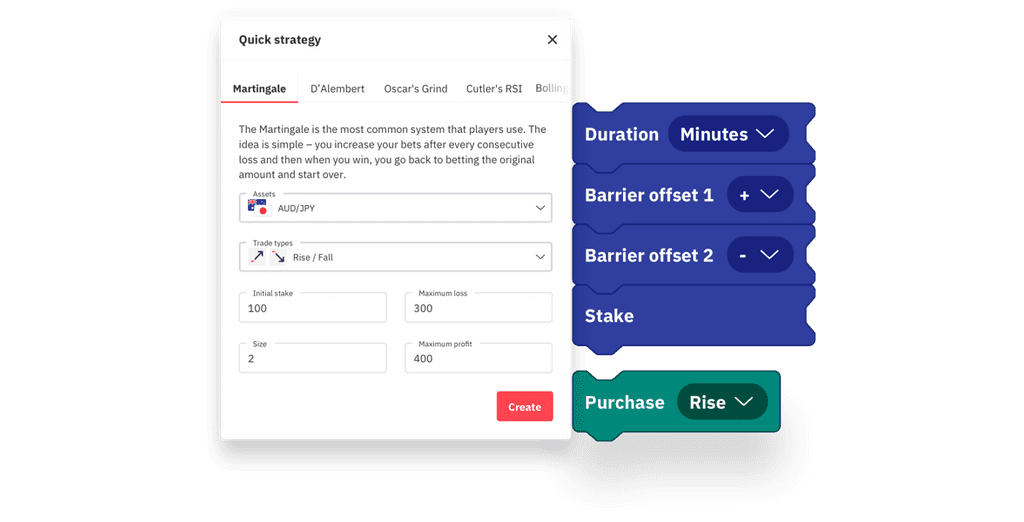 Quick strategy
Martingale D'Alembert Oscar's Grind Cutler's RSI Bolling
The Martingale is the most common system that players use. The
idea is simple – you increase your bets after every consecutive
loss and then when you win, you go back to betting the original
amount and start over.
Assets
AUD/JPY
Trade types
Rise / Fall
Initial stake
100
Maximum loss
300
Size
2
Maximum profit
400
Create
Duration Minutes
Barrier offset 1 +
Barrier offset 2 -
Stake
Purchase Rise